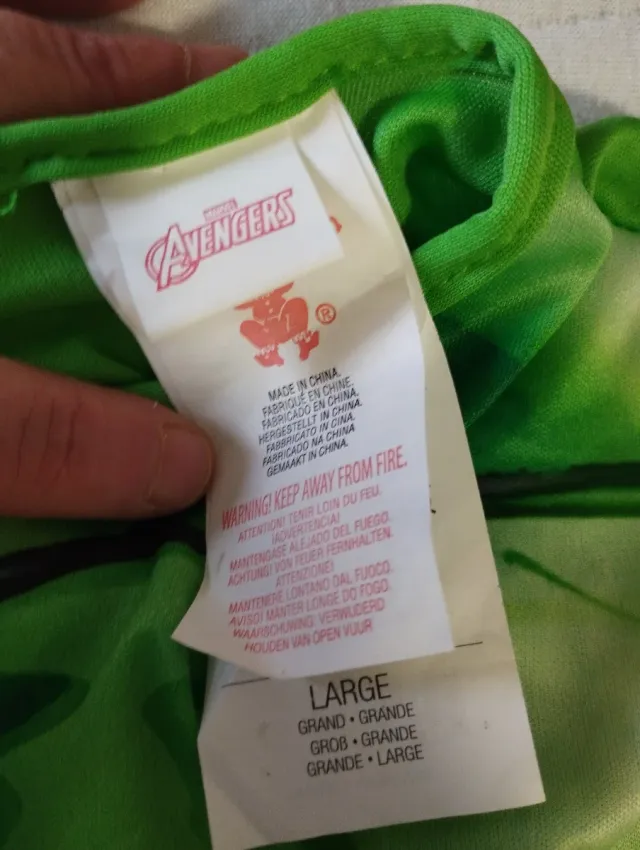 MARVEL
AVENGERS
®
MADE IN CHINA.
FABRIQUÉ EN CHINE.
FABRICADO EN CHINA.
HERGESTELLT IN CHINA.
FABBRICATO IN CINA.
FABRICADO NA CHINA
GEMAAKT IN CHINA.
WARNING! KEEP AWAY FROM FIRE.
ATTENTION! TENIR LOIN DU FEU.
¡ADVERTENCIA!
MANTENGASE ALEJADO DEL FUEGO.
ACHTUNG! VON FEUER FERNHALTEN.
ATTENZIONE!
MANTENERE LONTANO DAL FUOCO.
AVISO! MANTER LONGE DO FOGO.
WAARSCHUWING: VERWIJDERD
HOUDEN VAN OPEN VUUR
LARGE
GRAND • GRANDE
GROß • GRANDE
GRANDE • LARGE